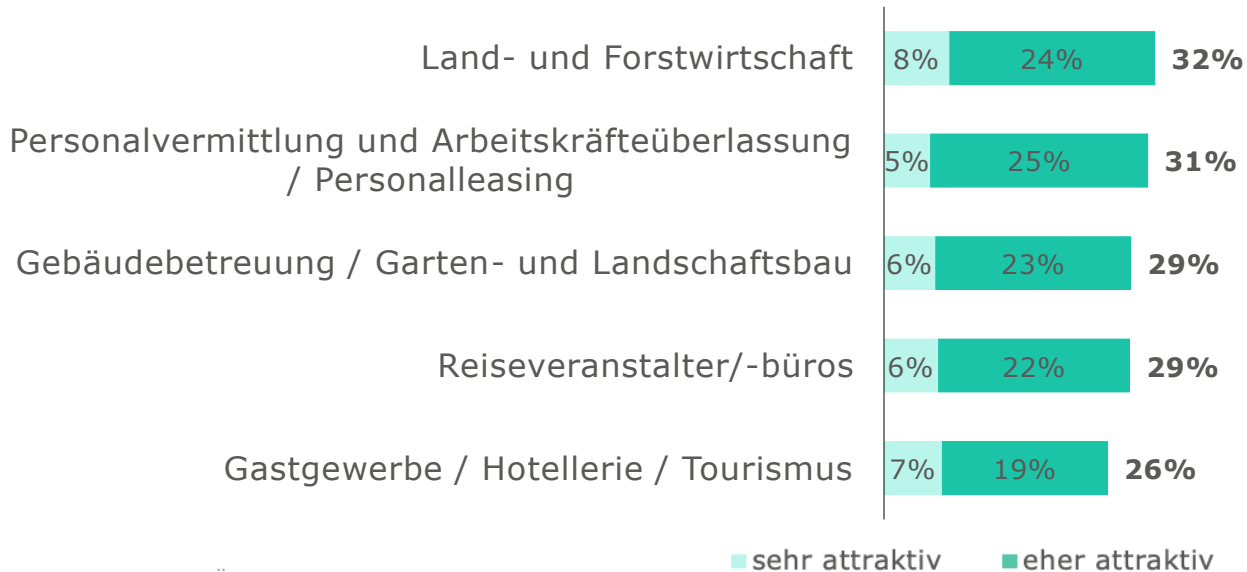 Land- und Forstwirtschaft 8% 24% 32%
Personalvermittlung und Arbeitskräfteüberlassung
/ Personalleasing 5% 25% 31%
Gebäudebetreuung / Garten- und Landschaftsbau 6% 23% 29%
Reiseveranstalter/-büros 6% 22% 29%
Gastgewerbe / Hotellerie / Tourismus 7% 19% 26%
sehr attraktiv eher attraktiv